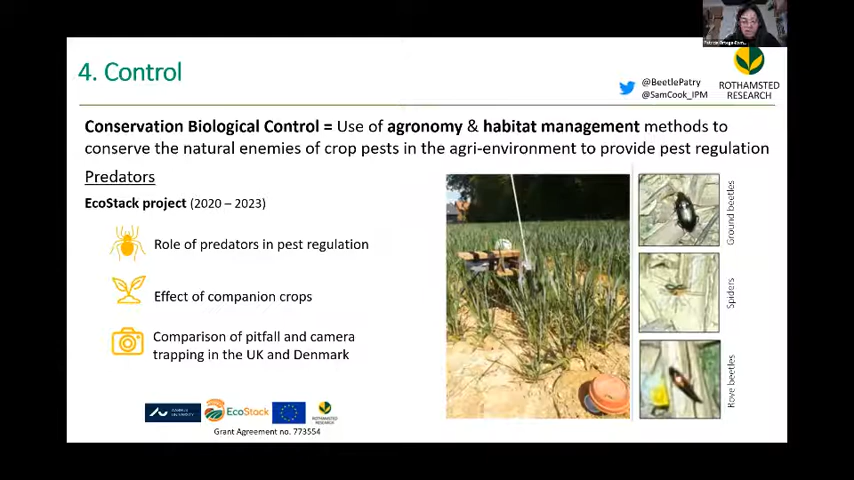 4. Control
@BeetlePatry
@SamCook_IPM
ROTHAMSTED
RESEARCH
Conservation Biological Control = Use of agronomy & habitat management methods to
conserve the natural enemies of crop pests in the agri-environment to provide pest regulation
Predators
EcoStack project (2020 – 2023)
Role of predators in pest regulation
Effect of companion crops
Comparison of pitfall and camera
trapping in the UK and Denmark
Ground beetles
Spiders
Rove beetles
EcoStack
ROTHAMSTED
RESEARCH
Grant Agreement no. 773554